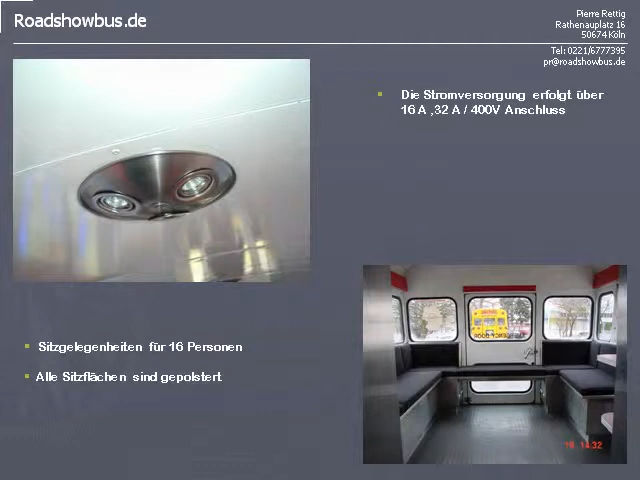 Roadshowbus.de
Pierre Rettig
Rathenauplatz 16
50674 Köln
Tel: 0221/6777395
pr@roadshowbus.de
Die Stromversorgung erfolgt über
16 A ,32 A / 400V Anschluss
Sitzgelegenheiten für 16 Personen
Alle Sitzflächen sind gepolstert
14:32